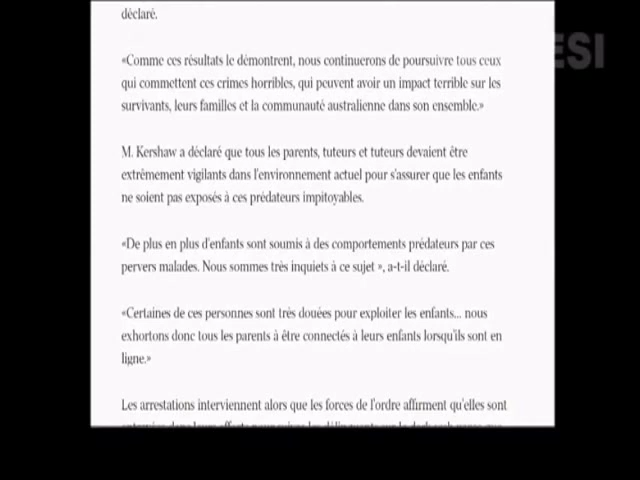 déclaré.
«Comme ces résultats le démontrent, nous continuerons de poursuivre tous ceux
qui commettent ces crimes horribles, qui peuvent avoir un impact terrible sur les
survivants, leurs familles et la communauté australienne dans son ensemble.»
M. Kershaw a déclaré que tous les parents, tuteurs et tuteurs devaient être
extrêmement vigilants dans l'environnement actuel pour s'assurer que les enfants
ne soient pas exposés à ces prédateurs impitoyables.
«De plus en plus d'enfants sont soumis à des comportements prédateurs par ces
pervers malades. Nous sommes très inquiets à ce sujet », a-t-il déclaré.
«Certaines de ces personnes sont très douées pour exploiter les enfants... nous
exhortons donc tous les parents à être connectés à leurs enfants lorsqu'ils sont en
ligne.»
Les arrestations interviennent alors que les forces de l'ordre affirment qu'elles sont